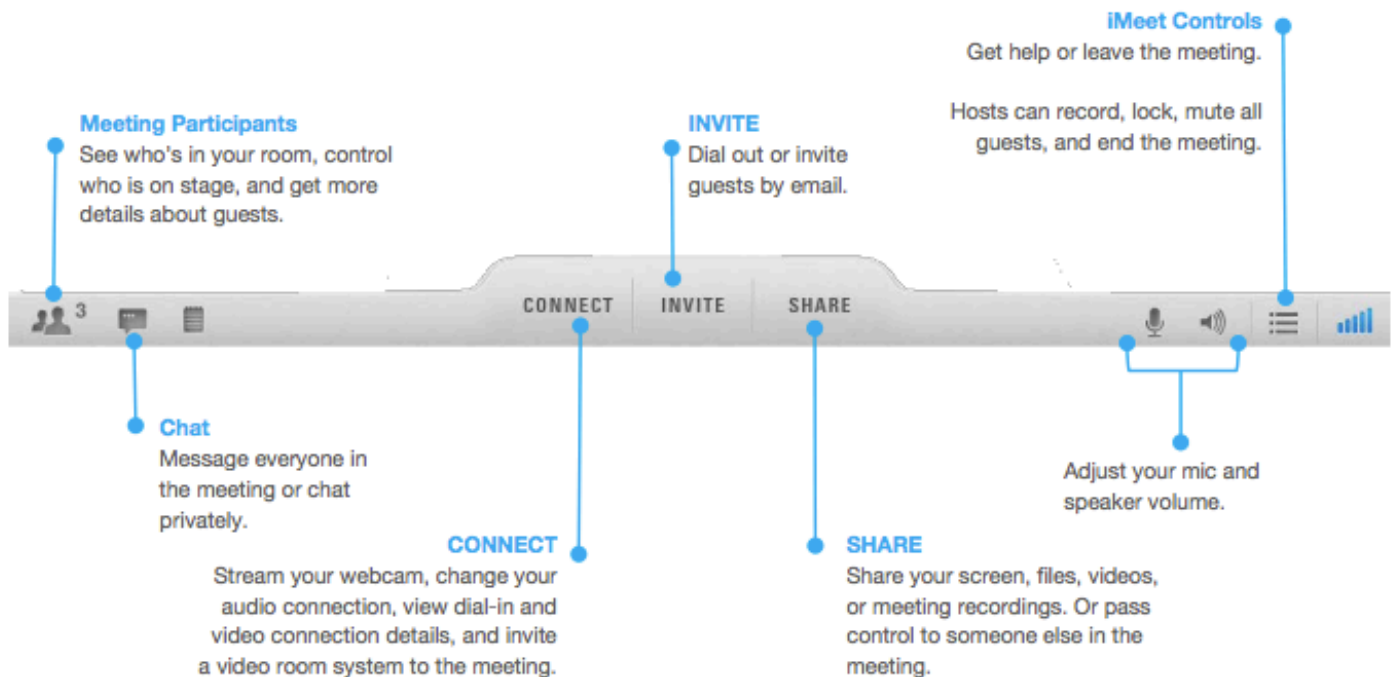 iMeet Controls
Get help or leave the meeting.
Hosts can record, lock, mute all
guests, and end the meeting.
Meeting Participants
See who's in your room, control
who is on stage, and get more
details about guests.
INVITE
Dial out or invite
guests by email.
3
CONNECT
INVITE
SHARE
Chat
Message everyone in
the meeting or chat
privately.
Adjust your mic and
speaker volume.
CONNECT
Stream your webcam, change your
audio connection, view dial-in and
video connection details, and invite
a video room system to the meeting.
SHARE
Share your screen, files, videos,
or meeting recordings. Or pass
control to someone else in the
meeting.